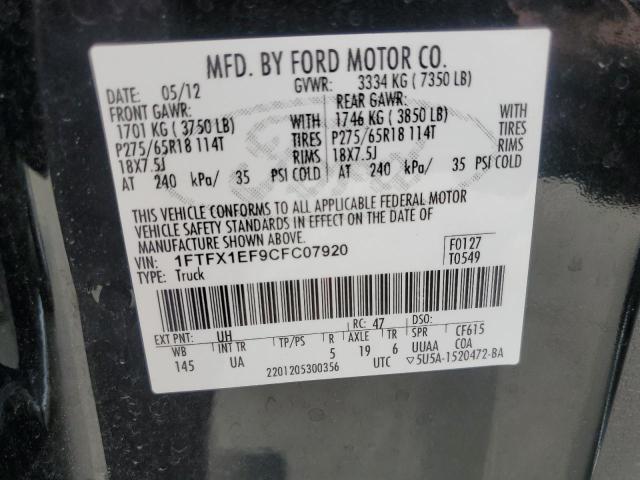 MFD. BY FORD MOTOR CO.
DATE: 05/12 GVWR: 3334 KG (7350 LB)
FRONT GAWR: REAR GAWR:
1701 KG (3750 LB) WITH 1746 KG (3850 LB) WITH
P275/65R18 114T TIRES P275/65R18 114T TIRES
18X7.5J RIMS 18X7.5J RIMS
AT 240 kPa/ 35 PSI COLD AT 240 kPa/ 35 PSI COLD
THIS VEHICLE CONFORMS TO ALL APPLICABLE FEDERAL MOTOR
VEHICLE SAFETY STANDARDS IN EFFECT ON THE DATE OF
MANUFACTURE SHOWN ABOVE.
VIN: 1FTFX1EF9CFC07920 F0127
TYPE: Truck T0549
EXT PNT: UH RC: 47 DSO:
WB INT TR TP/PS R AXLE TR SPR CF615
145 UA 5 19 6 UUAA COA
2201205300356 UTC ▽5U5A-1520472-BA
Ford